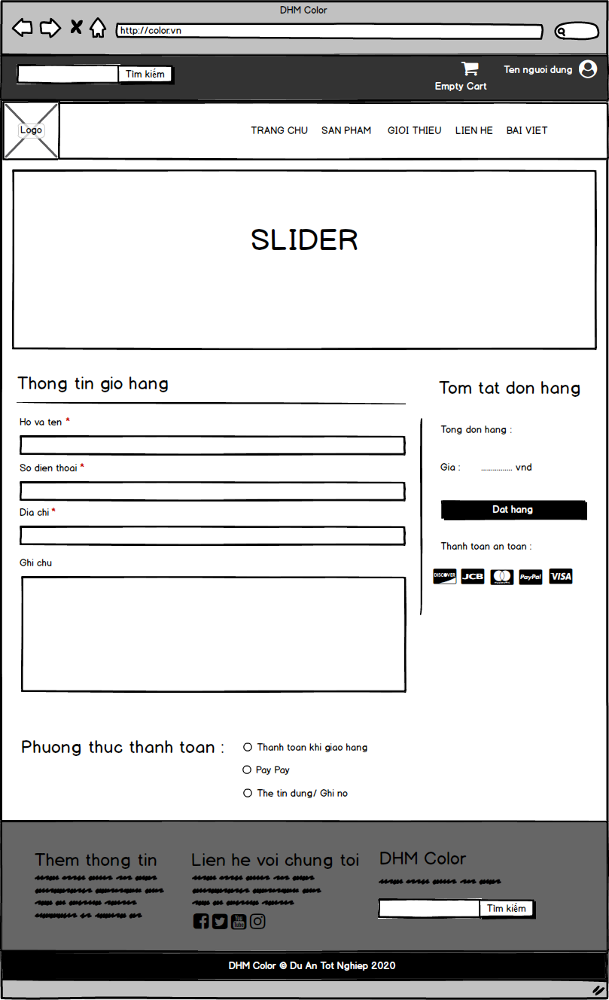 DHM Color
http://color.vn
Tìm kiếm
Ten nguoi dung
Empty Cart
Logo
TRANG CHU SAN PHAM GIOI THIEU LIEN HE BAI VIET
SLIDER
Thong tin gio hang
Tom tat don hang
Ho va ten *
Tong don hang :
So dien thoai *
Gia : ................ vnd
Dia chi *
Dat hang
Ghi chu
Thanh toan an toan :
DISCOVER JCB MasterCard PayPal VISA
Phuong thuc thanh toan :
Thanh toan khi giao hang
Pay Pay
The tin dung/ Ghi no
Them thong tin
Lien he voi chung toi
DHM Color
Tìm kiếm
You Tube
DHM Color © Du An Tot Nghiep 2020